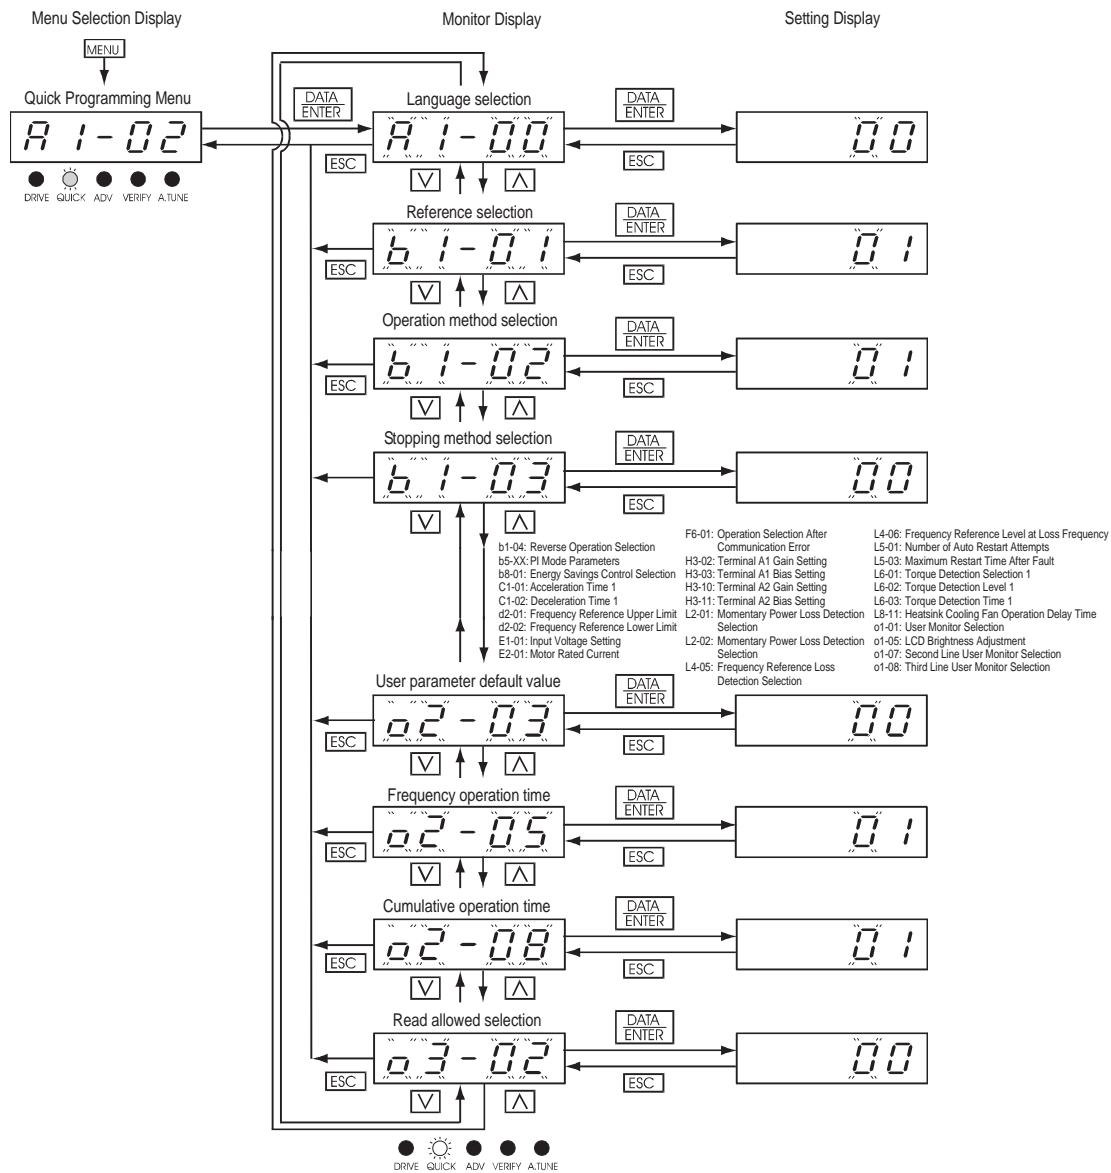 Menu Selection Display
Monitor Display
Setting Display
MENU
Quick Programming Menu
A1-02
DRIVE QUICK ADV VERIFY A.TUNE
DATA
ENTER
ESC
Language selection
A1-00
DATA
ENTER
ESC
00
Reference selection
b1-01
ESC
DATA
ENTER
ESC
01
Operation method selection
b1-02
ESC
DATA
ENTER
ESC
01
Stopping method selection
b1-03
DATA
ENTER
ESC
00
b1-04: Reverse Operation Selection
b5-XX: PI Mode Parameters
b8-01: Energy Savings Control Selection
C1-01: Acceleration Time 1
C1-02: Deceleration Time 1
d2-01: Frequency Reference Upper Limit
d2-02: Frequency Reference Lower Limit
E1-01: Input Voltage Setting
E2-01: Motor Rated Current
F6-01: Operation Selection After
Communication Error
H3-02: Terminal A1 Gain Setting
H3-03: Terminal A1 Bias Setting
H3-10: Terminal A2 Gain Setting
H3-11: Terminal A2 Bias Setting
L2-01: Momentary Power Loss Detection
Selection
L2-02: Momentary Power Loss Detection
Selection
L4-05: Frequency Reference Loss
Detection Selection
L4-06: Frequency Reference Level at Loss Frequency
L5-01: Number of Auto Restart Attempts
L5-03: Maximum Restart Time After Fault
L6-01: Torque Detection Selection 1
L6-02: Torque Detection Level 1
L6-03: Torque Detection Time 1
L8-11: Heatsink Cooling Fan Operation Delay Time
o1-01: User Monitor Selection
o1-05: LCD Brightness Adjustment
o1-07: Second Line User Monitor Selection
o1-08: Third Line User Monitor Selection
User parameter default value
o2-03
ESC
DATA
ENTER
ESC
00
Frequency operation time
o2-05
ESC
DATA
ENTER
ESC
01
Cumulative operation time
o2-08
ESC
DATA
ENTER
ESC
01
Read allowed selection
o3-02
ESC
DATA
ENTER
ESC
00
DRIVE QUICK ADV VERIFY A.TUNE